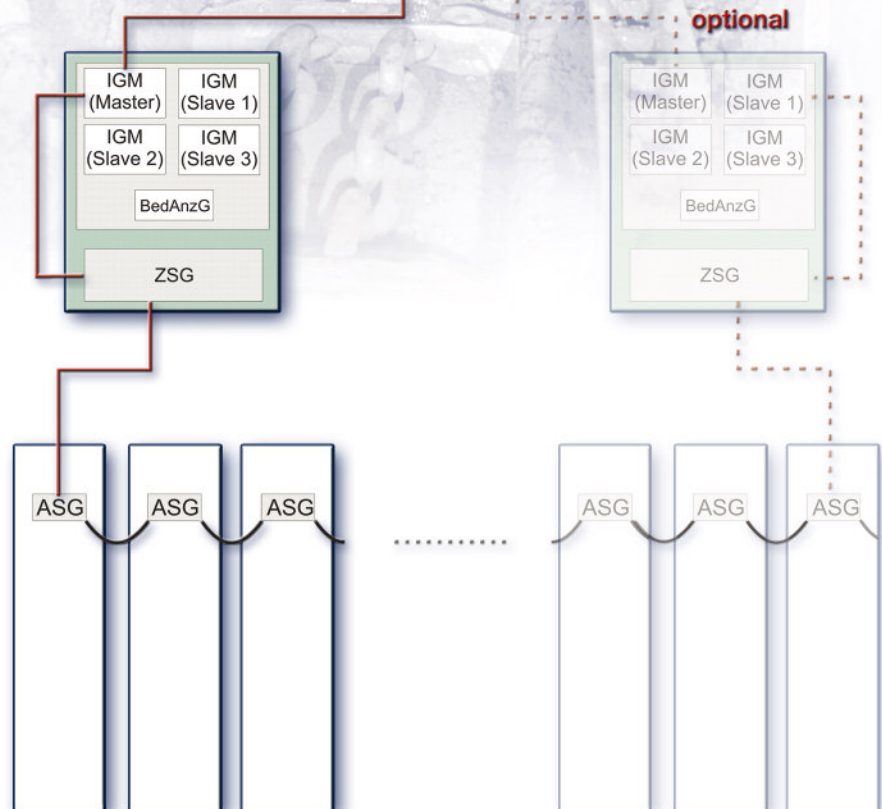 optional
IGM
(Master)
IGM
(Slave 1)
IGM
(Slave 2)
IGM
(Slave 3)
BedAnzG
ZSG
IGM
(Master)
IGM
(Slave 1)
IGM
(Slave 2)
IGM
(Slave 3)
BedAnzG
ZSG
ASG
ASG
ASG
ASG
ASG
ASG